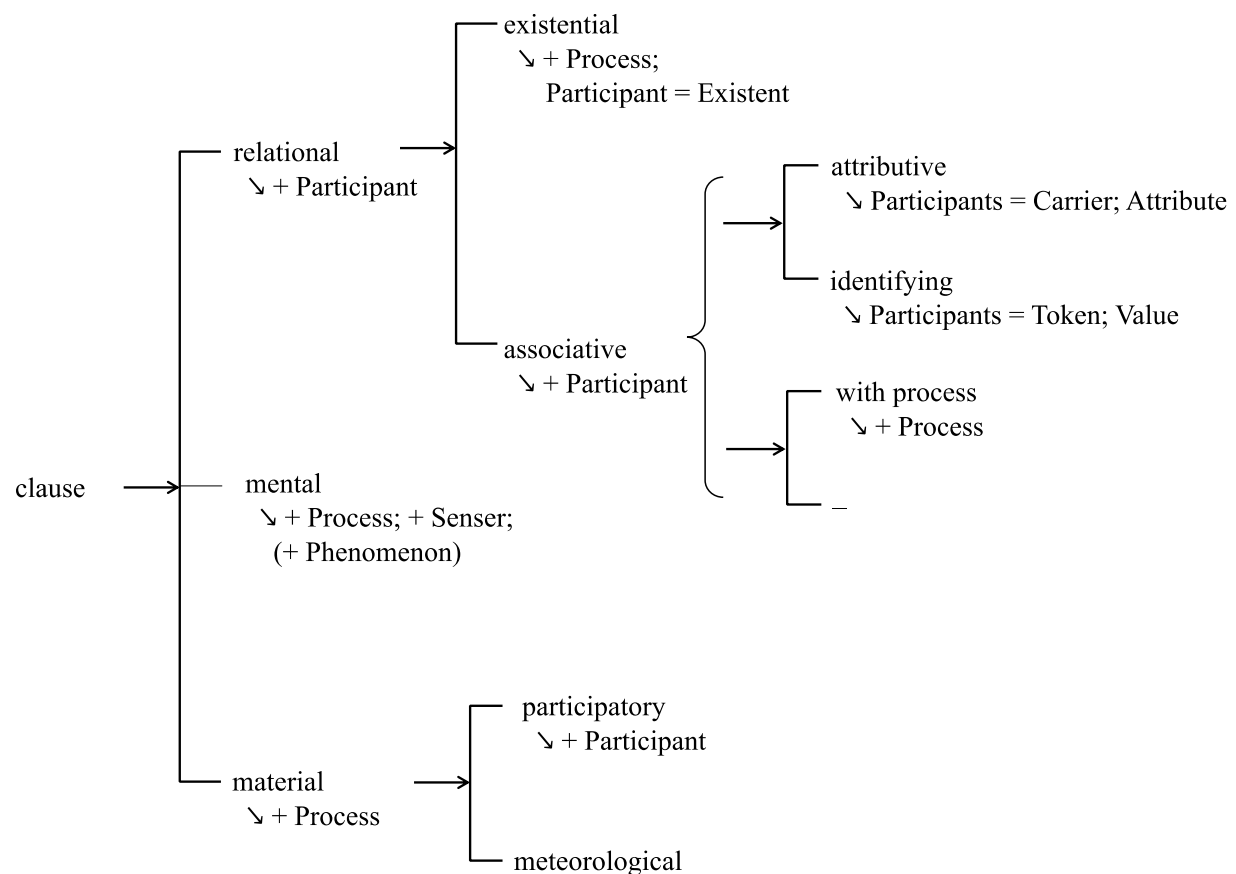 existential
↘ + Process;
Participant = Existent
relational
↘ + Participant
attributive
↘ Participants = Carrier; Attribute
identifying
↘ Participants = Token; Value
associative
↘ + Participant
with process
↘ + Process
–
clause
mental
↘ + Process; + Senser;
(+ Phenomenon)
participatory
↘ + Participant
material
↘ + Process
meteorological